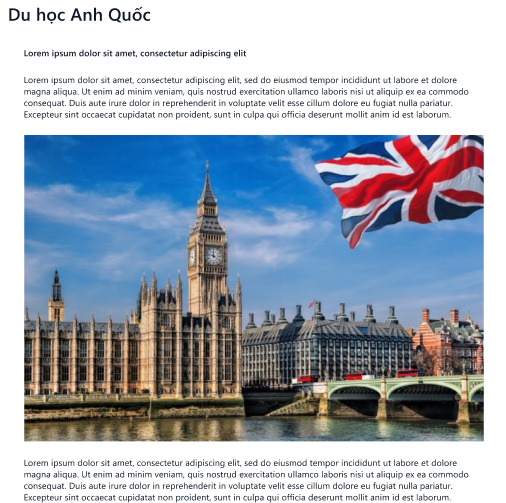 Du học Anh Quốc
Lorem ipsum dolor sit amet, consectetur adipiscing elit
Lorem ipsum dolor sit amet, consectetur adipiscing elit, sed do eiusmod tempor incididunt ut labore et dolore
magna aliqua. Ut enim ad minim veniam, quis nostrud exercitation ullamco laboris nisi ut aliquip ex ea commodo
consequat. Duis aute irure dolor in reprehenderit in voluptate velit esse cillum dolore eu fugiat nulla pariatur.
Excepteur sint occaecat cupidatat non proident, sunt in culpa qui officia deserunt mollit anim id est laborum.
Lorem ipsum dolor sit amet, consectetur adipiscing elit, sed do eiusmod tempor incididunt ut labore et dolore
magna aliqua. Ut enim ad minim veniam, quis nostrud exercitation ullamco laboris nisi ut aliquip ex ea commodo
consequat. Duis aute irure dolor in reprehenderit in voluptate velit esse cillum dolore eu fugiat nulla pariatur.
Excepteur sint occaecat cupidatat non proident, sunt in culpa qui officia deserunt mollit anim id est laborum.